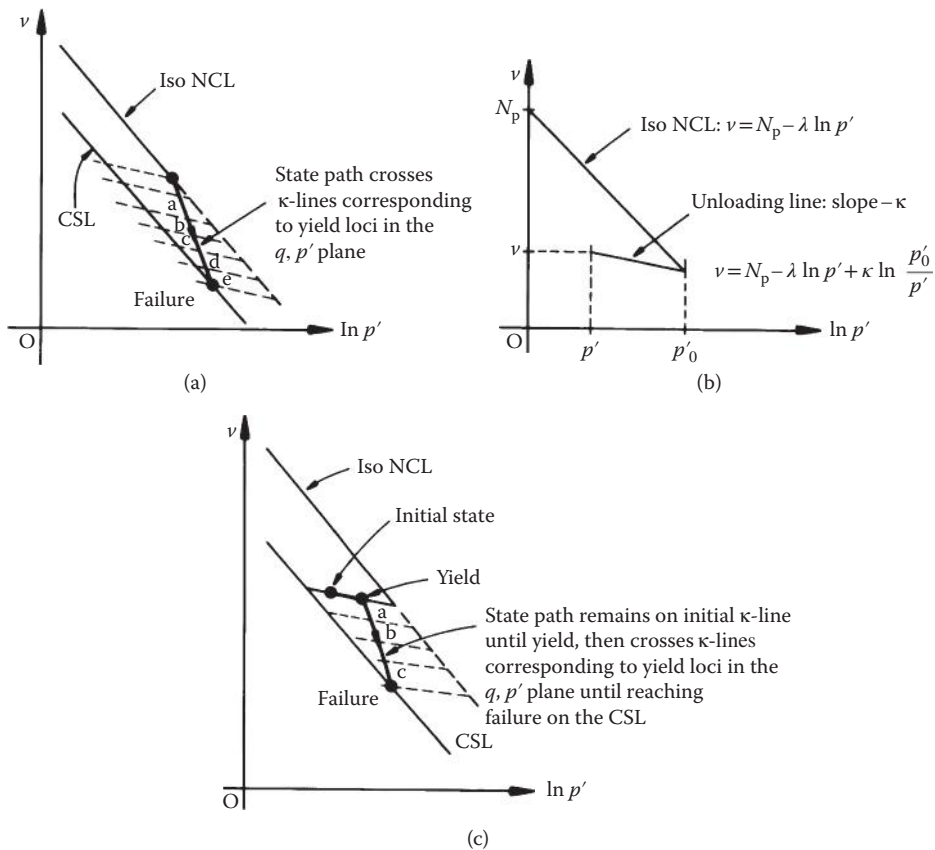 ν
Iso NCL
CSL
State path crosses
κ-lines corresponding
to yield loci in the
q, p′ plane
a
b
c
d
e
Failure
O
ln p′
(a)
ν
N_p
Iso NCL: ν = N_p – λ ln p′
Unloading line: slope – κ
ν
ν = N_p – λ ln p′ + κ ln p′_0/p′
O
p′
p′_0
ln p′
(b)
ν
Iso NCL
Initial state
Yield
a
b
c
State path remains on initial κ-line
until yield, then crosses κ-lines
corresponding to yield loci in the
q, p′ plane until reaching
failure on the CSL
Failure
CSL
O
ln p′
(c)